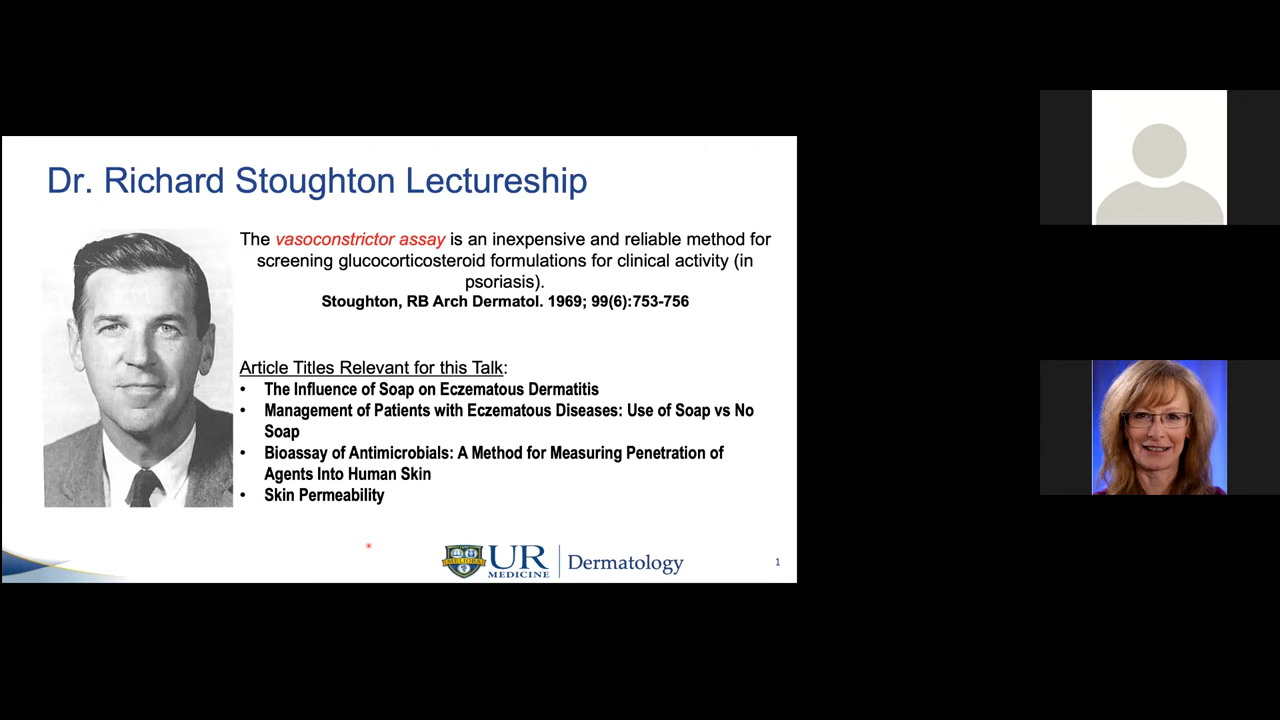 Dr. Richard Stoughton Lectureship
The vasoconstrictor assay is an inexpensive and reliable method for
screening glucocorticosteroid formulations for clinical activity (in
psoriasis).
Stoughton, RB Arch Dermatol. 1969; 99(6):753-756
Article Titles Relevant for this Talk:
• The Influence of Soap on Eczematous Dermatitis
• Management of Patients with Eczematous Diseases: Use of Soap vs No
Soap
• Bioassay of Antimicrobials: A Method for Measuring Penetration of
Agents Into Human Skin
• Skin Permeability
MELIORA
UR
MEDICINE
Dermatology
1